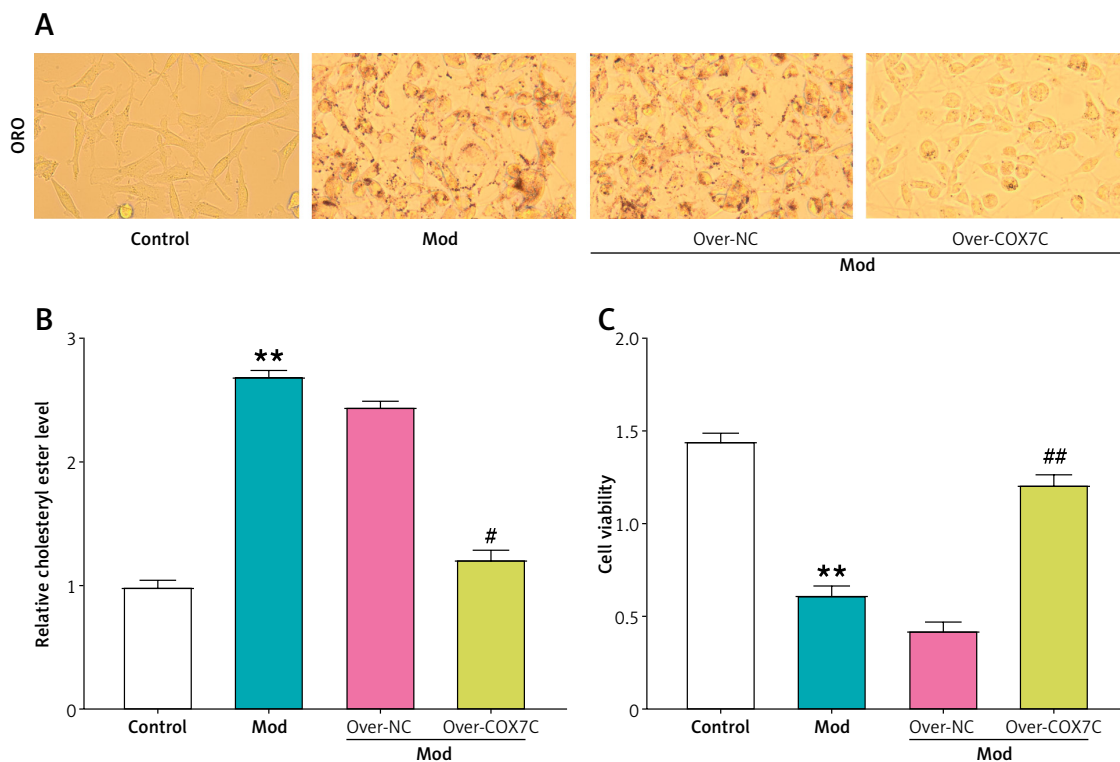 A
ORO
Control
Mod
Over-NC
Over-COX7C
Mod
B
Relative cholesteryl ester level
3
2
1
0
**
#
Control
Mod
Over-NC
Over-COX7C
Mod
C
Cell viability
2.0
1.5
1.0
0.5
0
**
##
Control
Mod
Over-NC
Over-COX7C
Mod